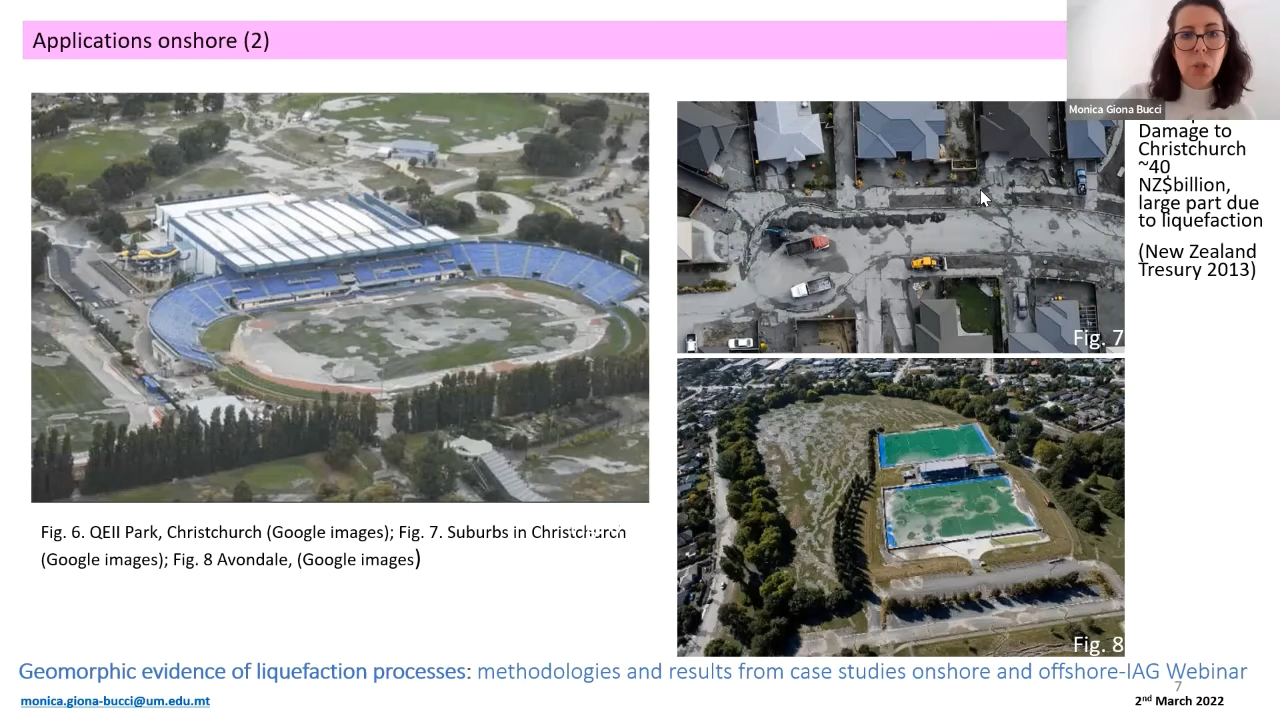 Applications onshore (2)
Monica Giona Bucci
Damage to
Christchurch
~40
NZ$billion,
large part due
to liquefaction
(New Zealand
Tresury 2013)
Fig. 7
Fig. 6. QEII Park, Christchurch (Google images); Fig. 7. Suburbs in Christchurch
(Google images); Fig. 8 Avondale, (Google images)
Fig. 8
Geomorphic evidence of liquefaction processes: methodologies and results from case studies onshore and offshore-IAG Webinar
7
monica.giona-bucci@um.edu.mt
2nd March 2022